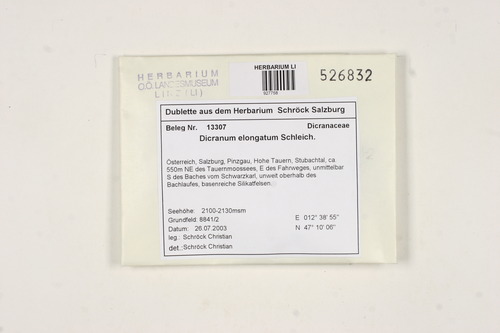 HERBARIUM
O.Ö. LANDESMUSEUM
LINZ (LI)
HERBARIUM LI
526832
Dublette aus dem Herbarium Schröck Salzburg
Beleg Nr. 13307 Dicranaceae
Dicranum elongatum Schleich.
Österreich, Salzburg, Pinzgau, Hohe Tauern, Stubachtal, ca.
550m NE des Tauernmoossees, E des Fahrweges, unmittelbar
S des Baches vom Schwarzkarl, unweit oberhalb des
Bachlaufes, basenreiche Silikatfelsen.
Seehöhe: 2100-2130msm E 012° 38' 55''
Grundfeld: 8841/2 N 47° 10' 06''
Datum: 26.07.2003
leg.: Schröck Christian
det.: Schröck Christian